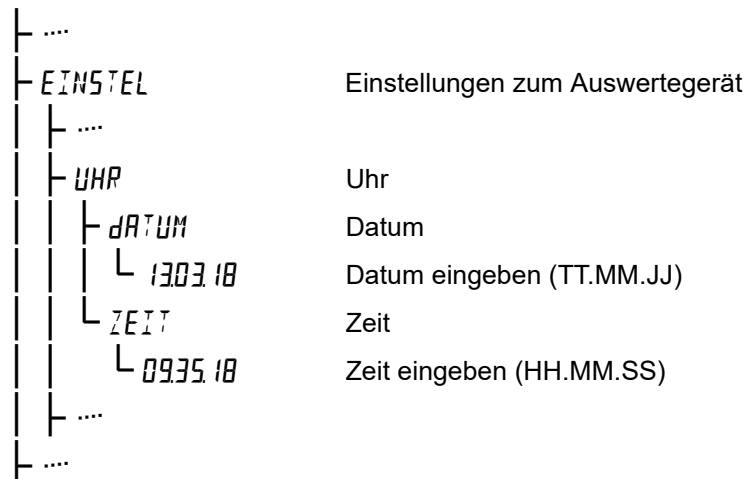 ....
EINSTEL Einstellungen zum Auswertegerät
....
UHR Uhr
dATUM Datum
13.03.18 Datum eingeben (TT.MM.JJ)
ZEIT Zeit
09.35.18 Zeit eingeben (HH.MM.SS)
....
....